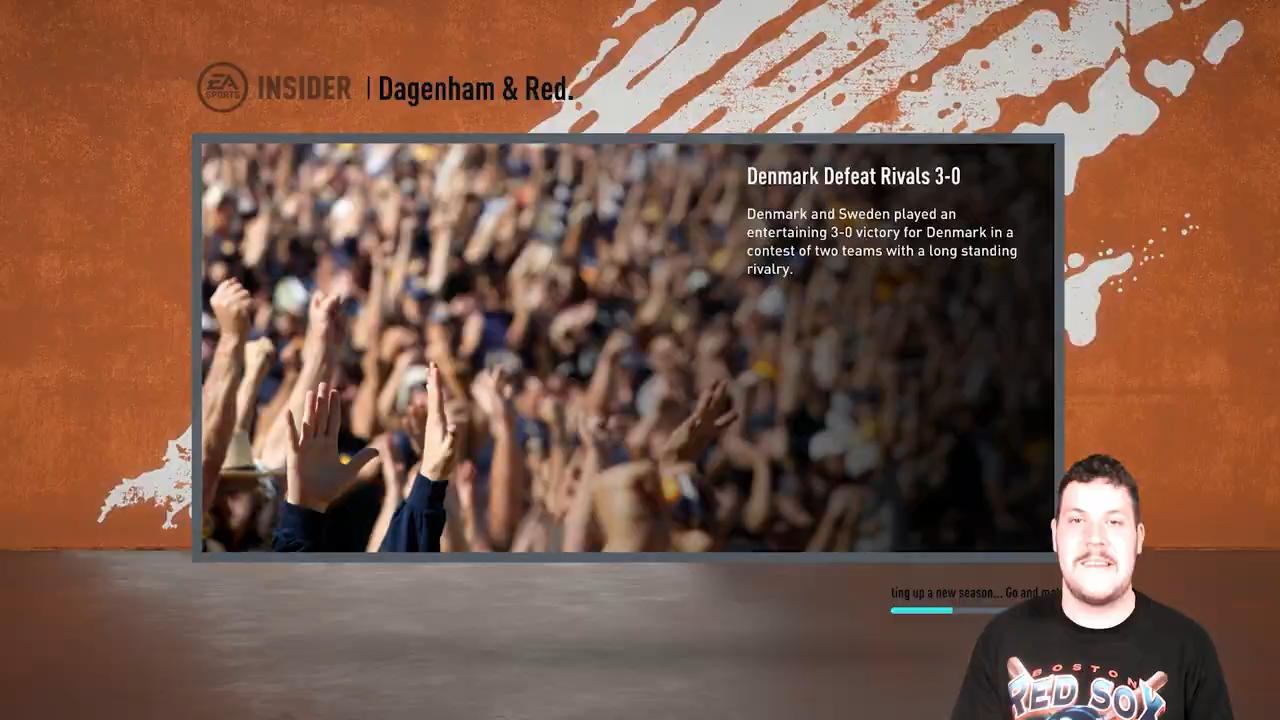 EA
SPORTS
INSIDER | Dagenham & Red.
Denmark Defeat Rivals 3-0
Denmark and Sweden played an
entertaining 3-0 victory for Denmark in a
contest of two teams with a long standing
rivalry.
ting up a new season... Go and
BOSTON
RED SOX